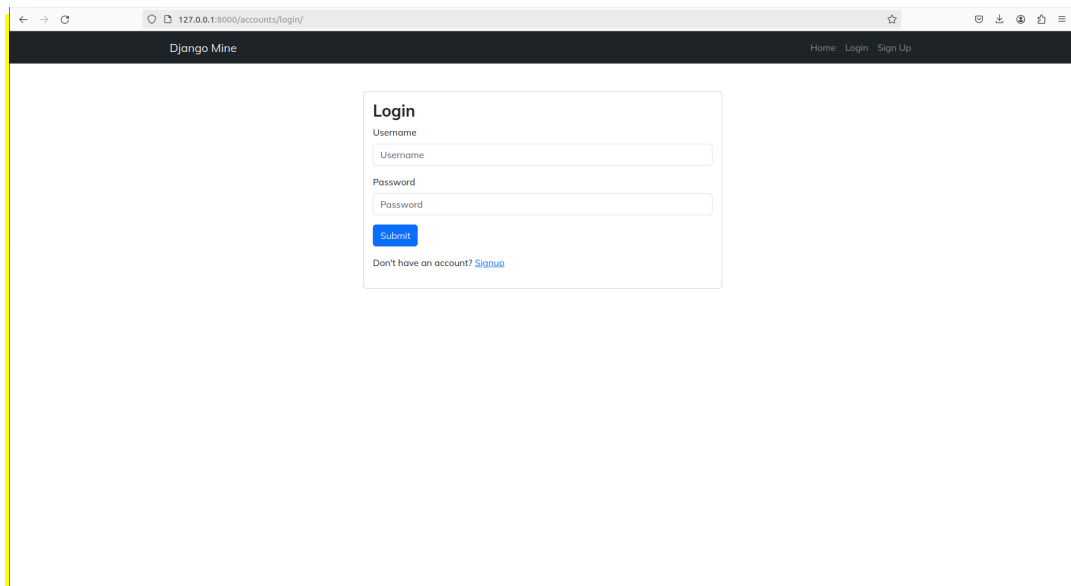 127.0.0.1:8000/accounts/login/
Django Mine
Home Login Sign Up
Login
Username
Username
Password
Password
Submit
Don't have an account? Signup